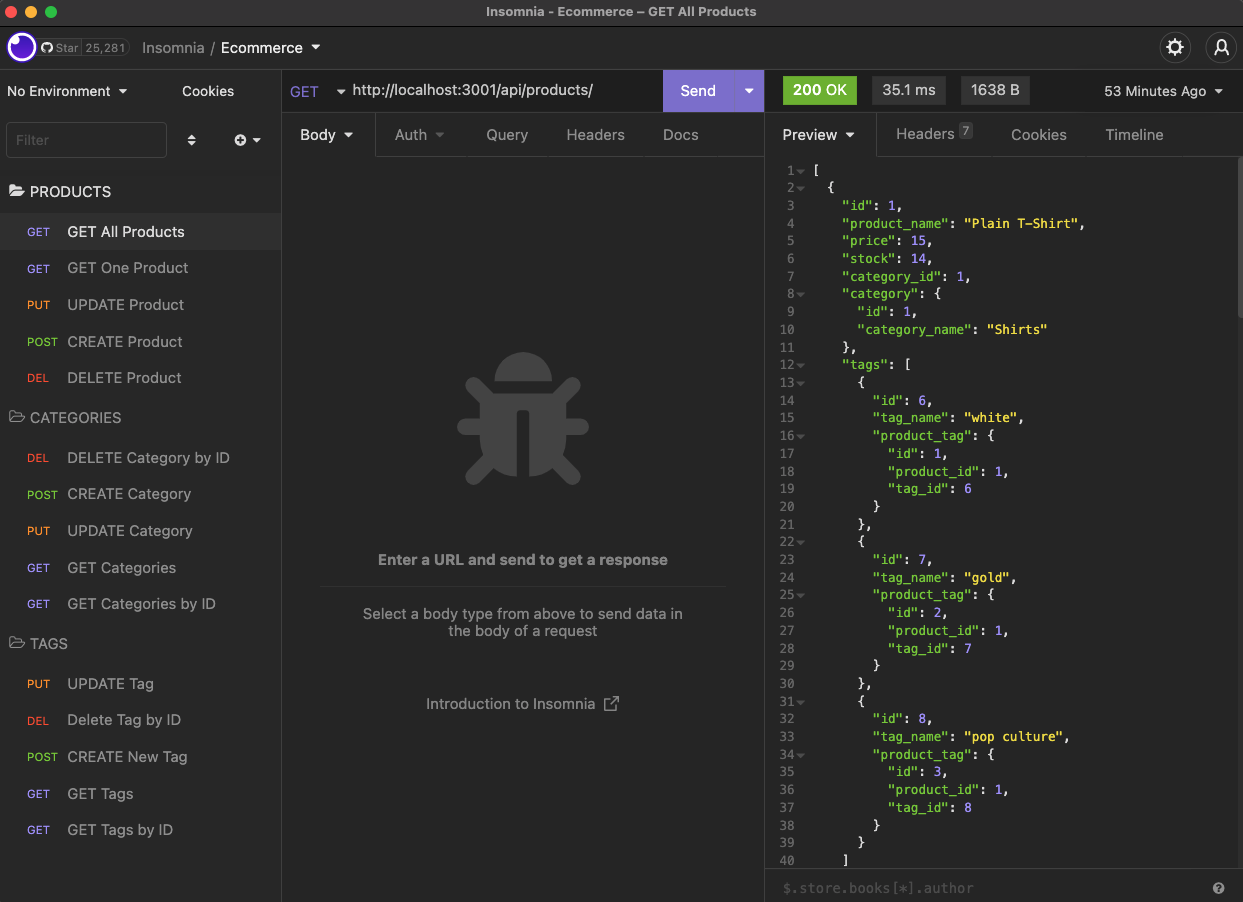 Insomnia - Ecommerce – GET All Products
Star 25,281
Insomnia / Ecommerce
No Environment
Cookies
GET http://localhost:3001/api/products/
Send
200 OK
35.1 ms
1638 B
53 Minutes Ago
Filter
Body
Auth
Query
Headers
Docs
Preview
Headers 7
Cookies
Timeline
PRODUCTS
GET GET All Products
GET GET One Product
PUT UPDATE Product
POST CREATE Product
DEL DELETE Product
CATEGORIES
DEL DELETE Category by ID
POST CREATE Category
PUT UPDATE Category
GET GET Categories
GET GET Categories by ID
TAGS
PUT UPDATE Tag
DEL Delete Tag by ID
POST CREATE New Tag
GET GET Tags
GET GET Tags by ID
Enter a URL and send to get a response
Select a body type from above to send data in
the body of a request
Introduction to Insomnia
1 [
2 {
3 "id": 1,
4 "product_name": "Plain T-Shirt",
5 "price": 15,
6 "stock": 14,
7 "category_id": 1,
8 "category": {
9 "id": 1,
10 "category_name": "Shirts"
11 },
12 "tags": [
13 {
14 "id": 6,
15 "tag_name": "white",
16 "product_tag": {
17 "id": 1,
18 "product_id": 1,
19 "tag_id": 6
20 }
21 },
22 {
23 "id": 7,
24 "tag_name": "gold",
25 "product_tag": {
26 "id": 2,
27 "product_id": 1,
28 "tag_id": 7
29 }
30 },
31 {
32 "id": 8,
33 "tag_name": "pop culture",
34 "product_tag": {
35 "id": 3,
36 "product_id": 1,
37 "tag_id": 8
38 }
39 }
40 ]
$.store.books[*].author